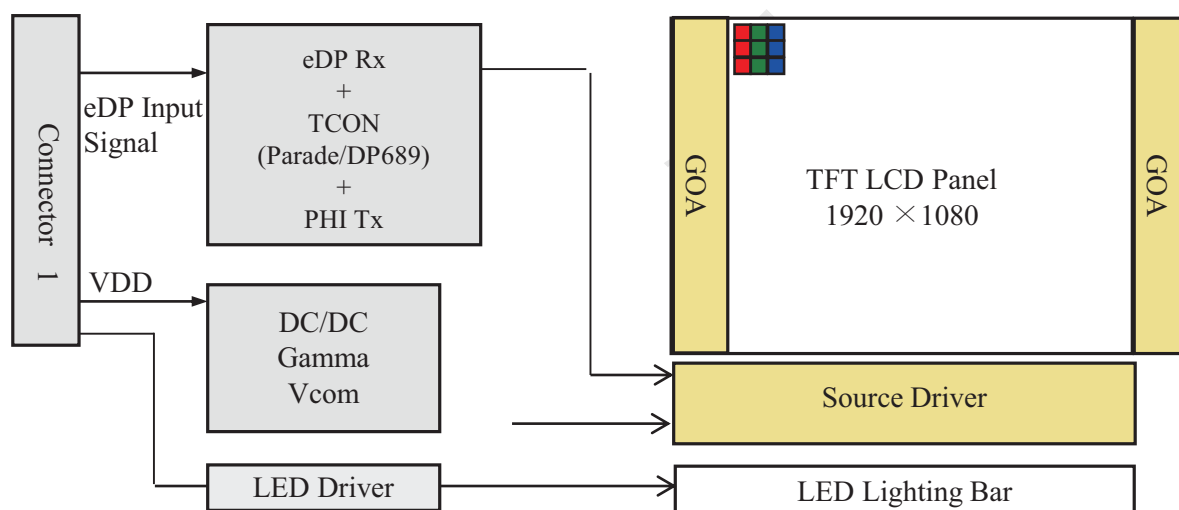 Connector 1
eDP Input
Signal
VDD
eDP Rx
+
TCON
(Parade/DP689)
+
PHI Tx
DC/DC
Gamma
Vcom
LED Driver
GOA
TFT LCD Panel
1920 ×1080
GOA
Source Driver
LED Lighting Bar